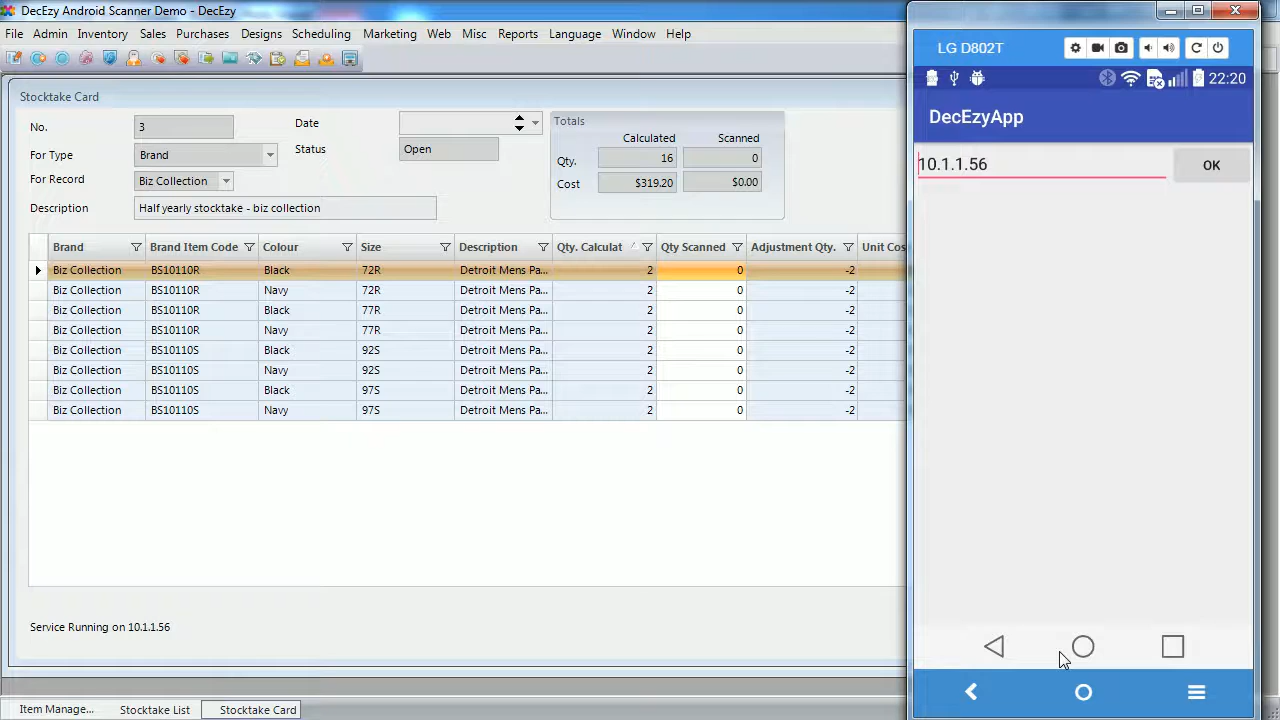 DecEzy Android Scanner Demo - DecEzy
File Admin Inventory Sales Purchases Designs Scheduling Marketing Web Misc Reports Language Window Help
Stocktake Card
No. 3 Date
For Type Brand Status Open
For Record Biz Collection
Description Half yearly stocktake - biz collection
Totals
Calculated Scanned
Qty. 16 0
Cost $319.20 $0.00
Brand Brand Item Code Colour Size Description Qty. Calculat Qty Scanned Adjustment Qty. Unit Cos
Biz Collection BS10110R Black 72R Detroit Mens Pa... 2 0 -2
Biz Collection BS10110R Navy 72R Detroit Mens Pa... 2 0 -2
Biz Collection BS10110R Black 77R Detroit Mens Pa... 2 0 -2
Biz Collection BS10110R Navy 77R Detroit Mens Pa... 2 0 -2
Biz Collection BS10110S Black 92S Detroit Mens Pa... 2 0 -2
Biz Collection BS10110S Navy 92S Detroit Mens Pa... 2 0 -2
Biz Collection BS10110S Black 97S Detroit Mens Pa... 2 0 -2
Biz Collection BS10110S Navy 97S Detroit Mens Pa... 2 0 -2
Service Running on 10.1.1.56
Item Manage... Stocktake List Stocktake Card
LG D802T
22:20
DecEzyApp
10.1.1.56 OK